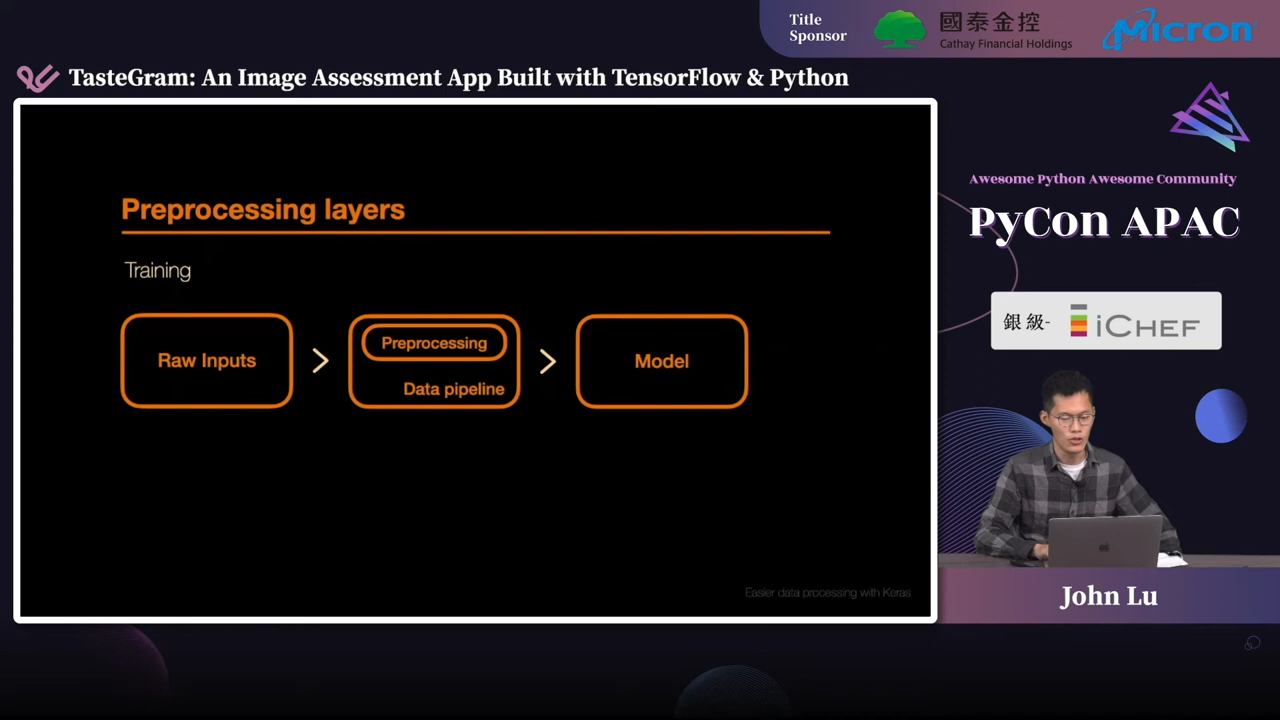 Title
Sponsor
國泰金控
Cathay Financial Holdings
Micron
TasteGram: An Image Assessment App Built with TensorFlow & Python
Preprocessing layers
Training
Raw Inputs
>
Preprocessing
Data pipeline
>
Model
Easier data processing with Keras
Awesome Python Awesome Community
PyCon APAC
銀級-
iCHEF
John Lu